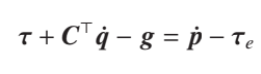 τ + C⊤q̇ − g = ṗ − τₑ